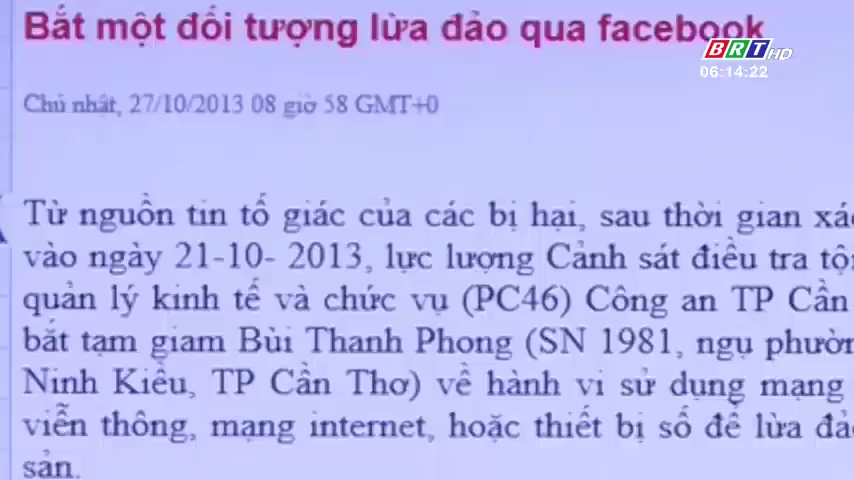 Bắt một đối tượng lừa đảo qua facebook
BRT HD
06:14:22
Chủ nhật, 27/10/2013 08 giờ 58 GMT+0
Từ nguồn tin tố giác của các bị hại, sau thời gian
vào ngày 21-10- 2013, lực lượng Cảnh sát điều tra
quản lý kinh tế và chức vụ (PC46) Công an TP Cần
bắt tạm giam Bùi Thanh Phong (SN 1981, ngụ
Ninh Kiều, TP Cần Thơ) về hành vi sử dụng mạng
viễn thông, mạng internet, hoặc thiết bị số để lừa
sản.